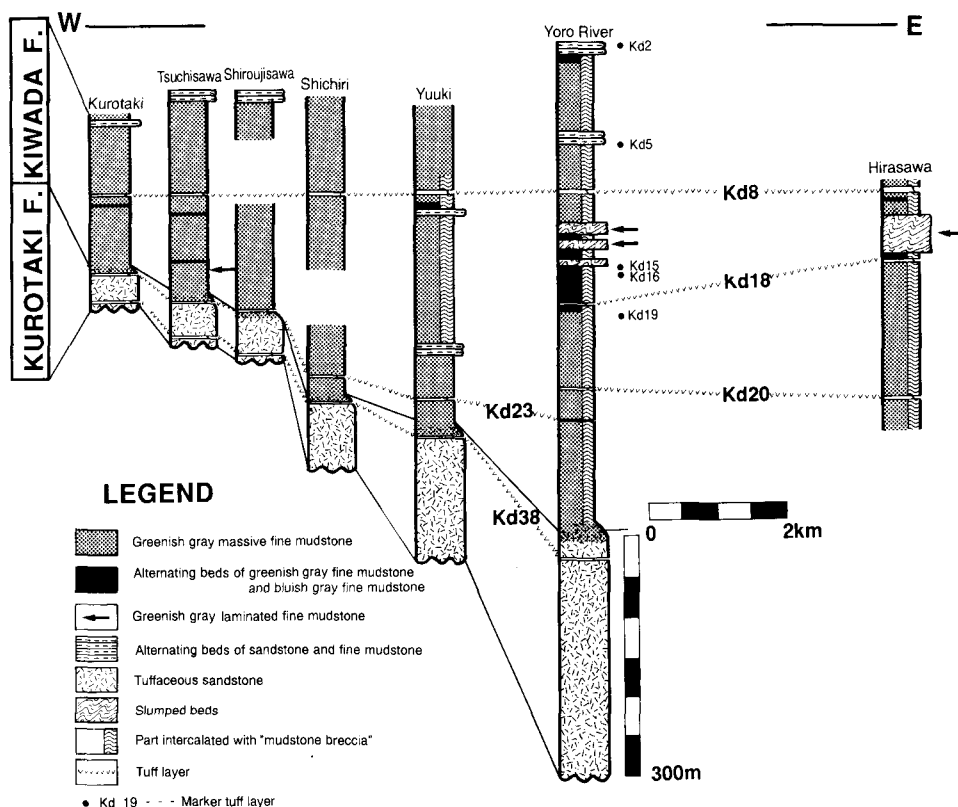 W
E
KIWADA F.
KUROTAKI F.
Kurotaki
Tsuchisawa
Shiroujisawa
Shichiri
Yuuki
Yoro River
Hirasawa
Kd2
Kd5
Kd8
Kd15
Kd16
Kd18
Kd19
Kd20
Kd23
Kd38
0 2km
300m
LEGEND
Greenish gray massive fine mudstone
Alternating beds of greenish gray fine mudstone
and bluish gray fine mudstone
Greenish gray laminated fine mudstone
Alternating beds of sandstone and fine mudstone
Tuffaceous sandstone
Slumped beds
Part intercalated with "mudstone breccia"
Tuff layer
• Kd 19 - - - Marker tuff layer